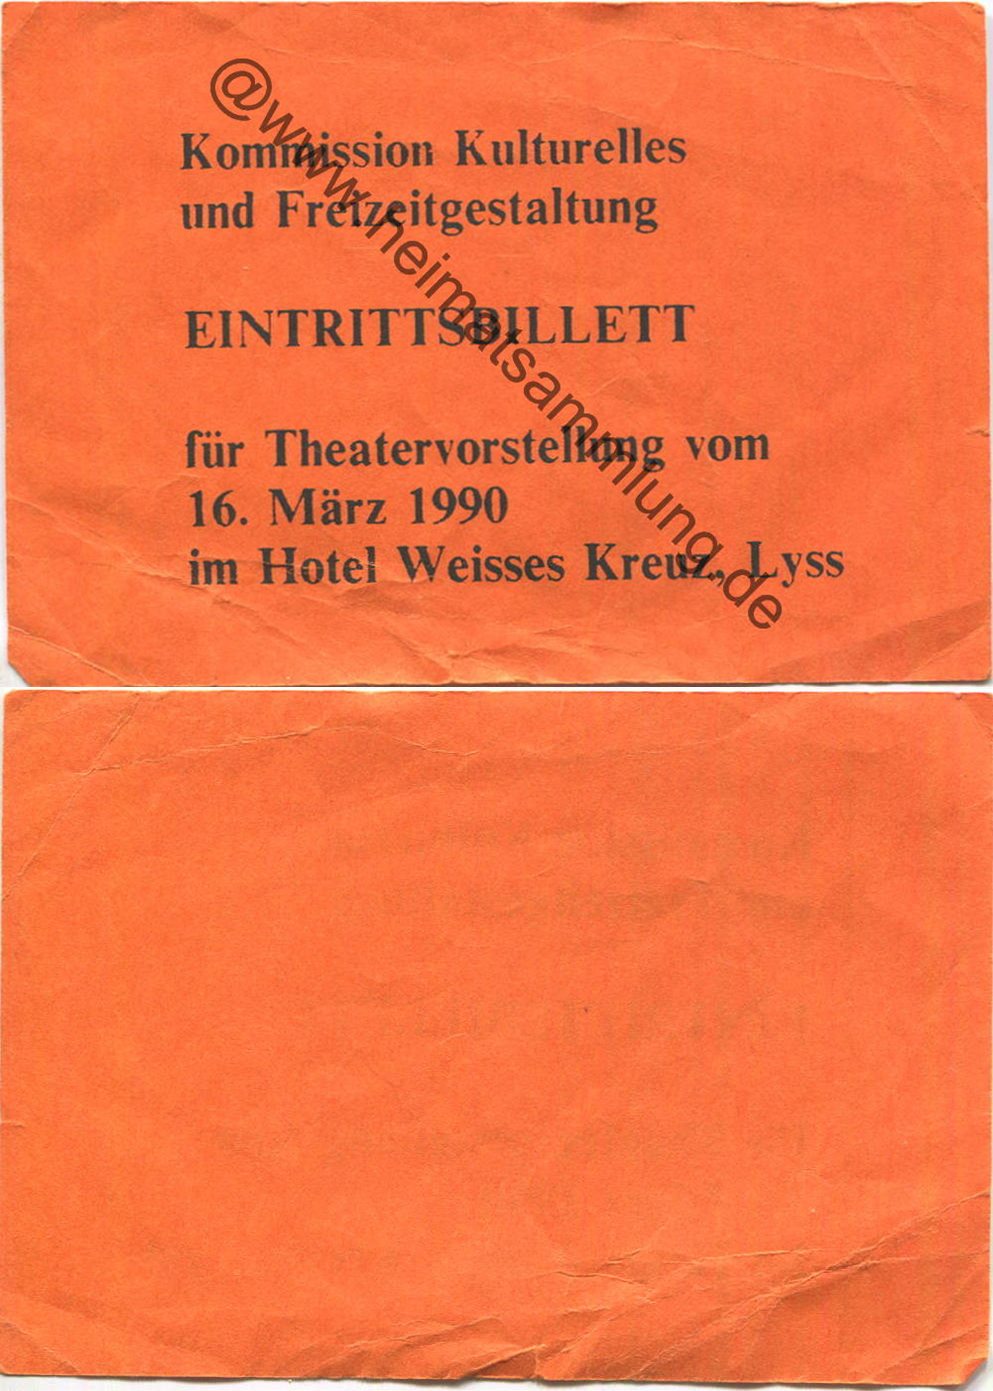 Kommission Kulturelles
und Freizeitgestaltung
EINTRITTSBILLETT
für Theatervorstellung vom
16. März 1990
im Hotel Weisses Kreuz, Lyss
@www.heimatsammlung.de